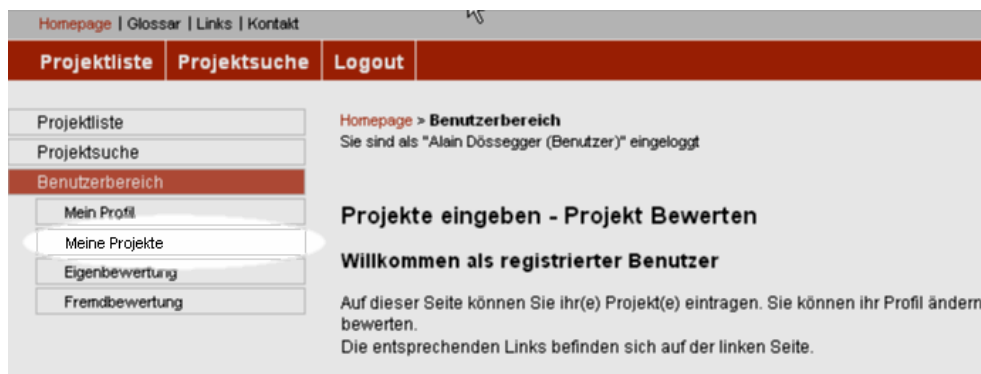 Homepage | Glossar | Links | Kontakt
Projektliste Projektsuche Logout
Projektliste
Projektsuche
Benutzerbereich
Mein Profil
Meine Projekte
Eigenbewertung
Fremdbewertung
Homepage > Benutzerbereich
Sie sind als "Alain Dössegger (Benutzer)" eingeloggt
Projekte eingeben - Projekt Bewerten
Willkommen als registrierter Benutzer
Auf dieser Seite können Sie ihr(e) Projekt(e) eintragen. Sie können ihr Profil ändern
bewerten.
Die entsprechenden Links befinden sich auf der linken Seite.